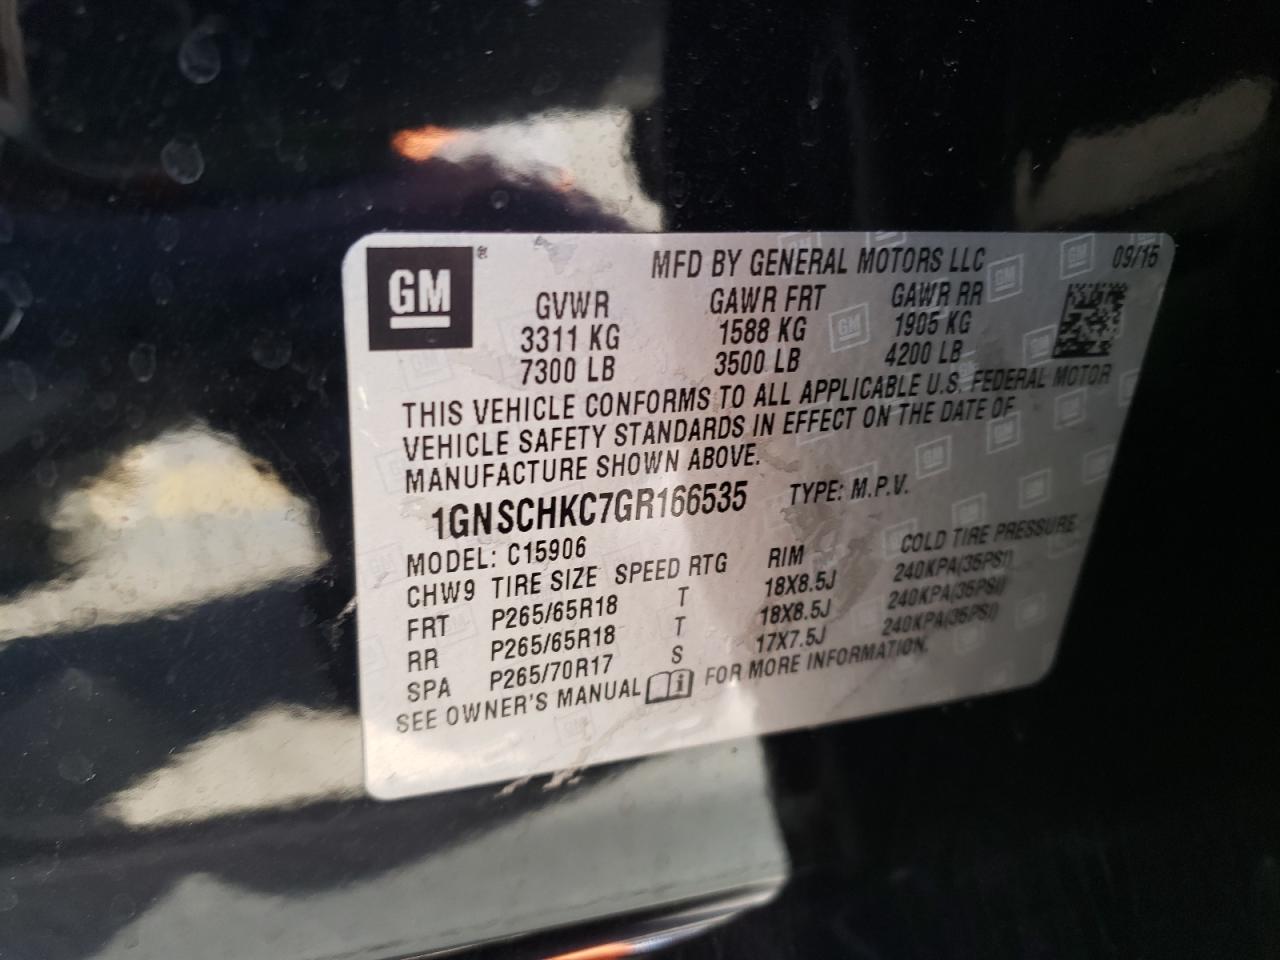 GM®
MFD BY GENERAL MOTORS LLC 09/15
GVWR GAWR FRT GAWR RR
3311 KG 1588 KG 1905 KG
7300 LB 3500 LB 4200 LB
THIS VEHICLE CONFORMS TO ALL APPLICABLE U.S. FEDERAL MOTOR
VEHICLE SAFETY STANDARDS IN EFFECT ON THE DATE OF
MANUFACTURE SHOWN ABOVE.
1GNSCHKC7GR166535 TYPE: M.P.V.
MODEL: C15906
CHW9 TIRE SIZE SPEED RTG RIM COLD TIRE PRESSURE
FRT P265/65R18 T 18X8.5J 240KPA(35PSI)
RR P265/65R18 T 18X8.5J 240KPA(35PSI)
SPA P265/70R17 S 17X7.5J 240KPA(35PSI)
SEE OWNER'S MANUAL FOR MORE INFORMATION.